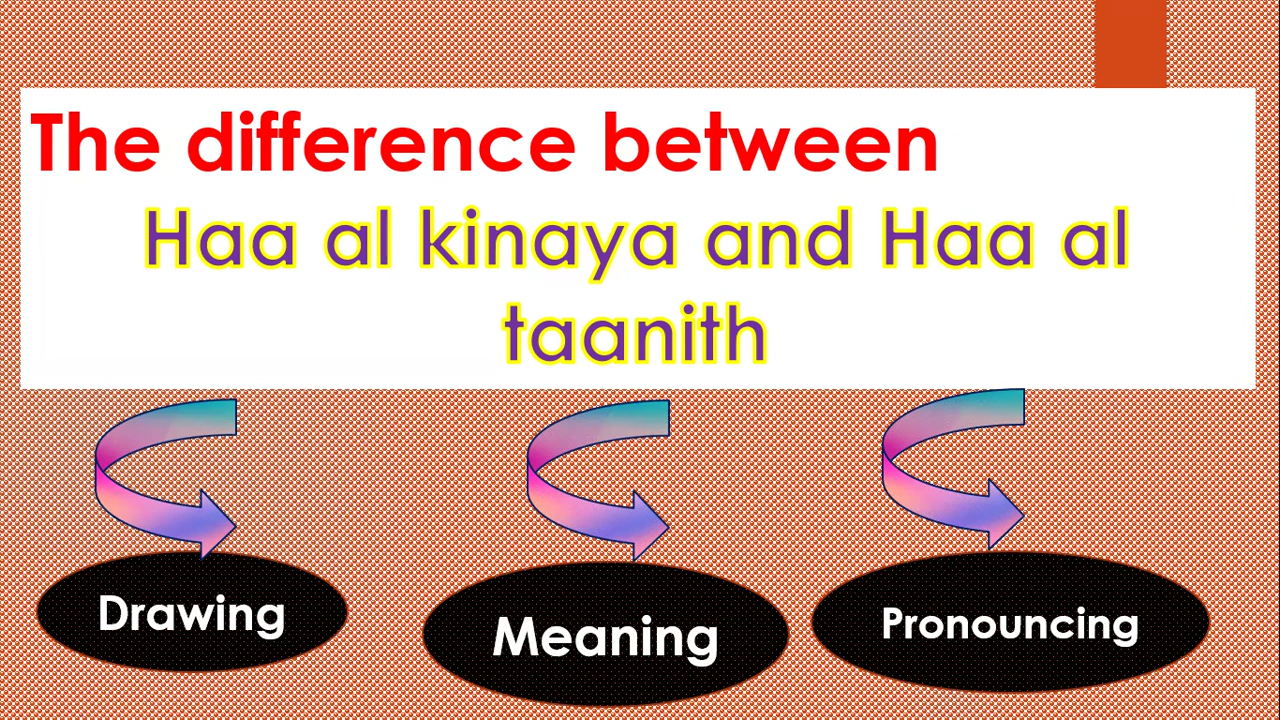 The difference between
Haa al kinaya and Haa al
taanith
Drawing
Meaning
Pronouncing